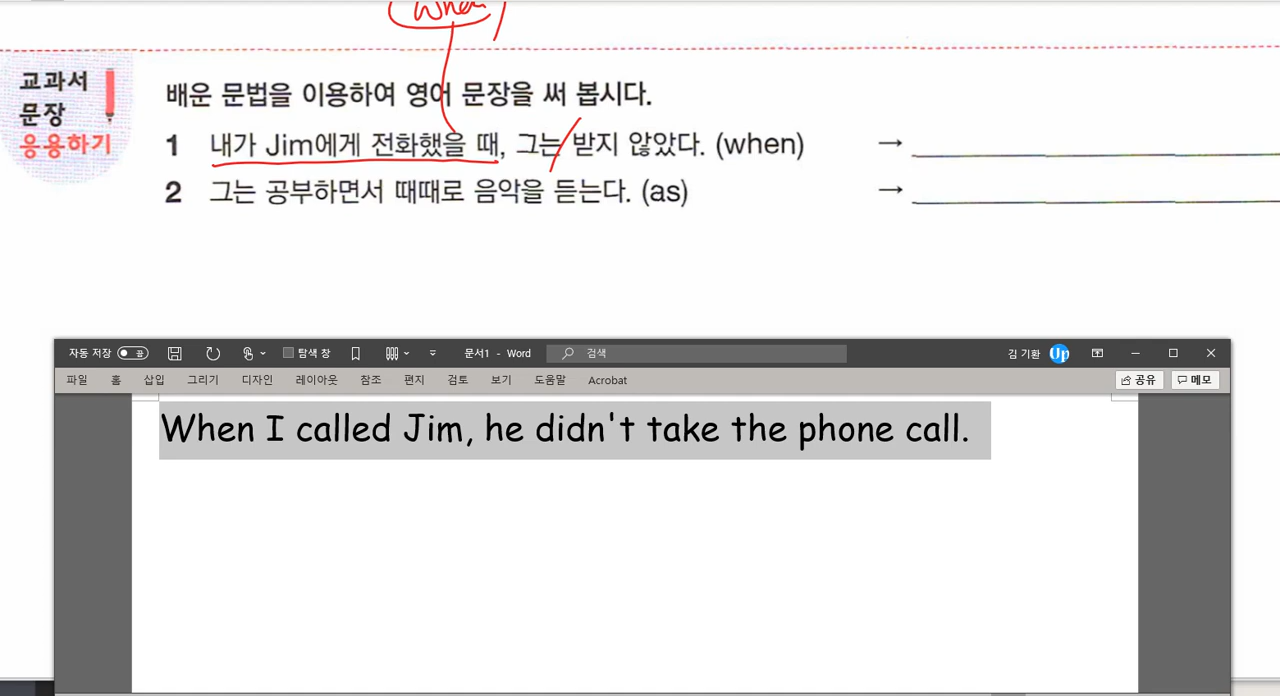 when
교과서
문장
응용하기
배운 문법을 이용하여 영어 문장을 써 봅시다.
1 내가 Jim에게 전화했을 때, 그는 받지 않았다. (when) →
2 그는 공부하면서 때때로 음악을 듣는다. (as) →
자동 저장 끔 탐색 창 문서1 - Word 검색 김 기환 Up
파일 홈 삽입 그리기 디자인 레이아웃 참조 편지 검토 보기 도움말 Acrobat 공유 메모
When I called Jim, he didn't take the phone call.